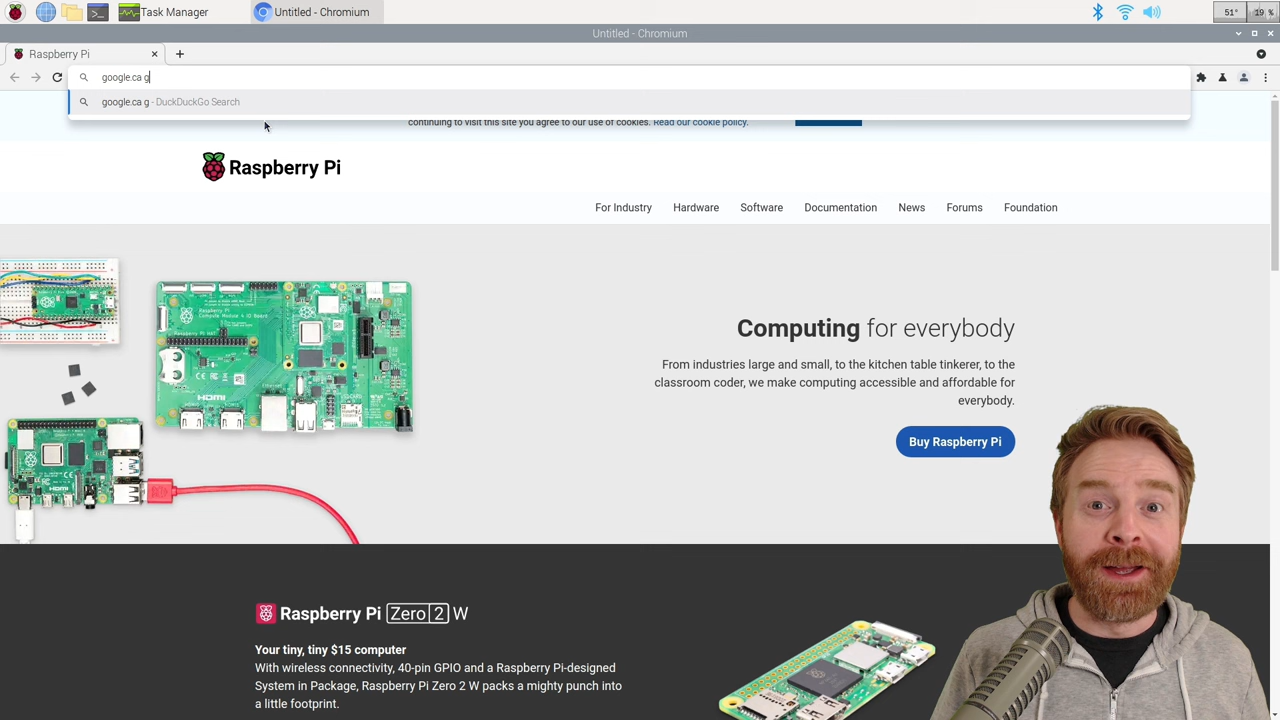 Task Manager
Untitled - Chromium
51°
19 %
Untitled - Chromium
Raspberry Pi
google.ca g
google.ca g - DuckDuckGo Search
continuing to visit this site you agree to our use of cookies. Read our cookie policy.
Raspberry Pi
For Industry
Hardware
Software
Documentation
News
Forums
Foundation
Computing for everybody
From industries large and small, to the kitchen table tinkerer, to the
classroom coder, we make computing accessible and affordable for
everybody.
Buy Raspberry Pi
HDMI
HDMI
Raspberry Pi Zero 2 W
Your tiny, tiny $15 computer
With wireless connectivity, 40-pin GPIO and a Raspberry Pi-designed
System in Package, Raspberry Pi Zero 2 W packs a mighty punch into
a little footprint.